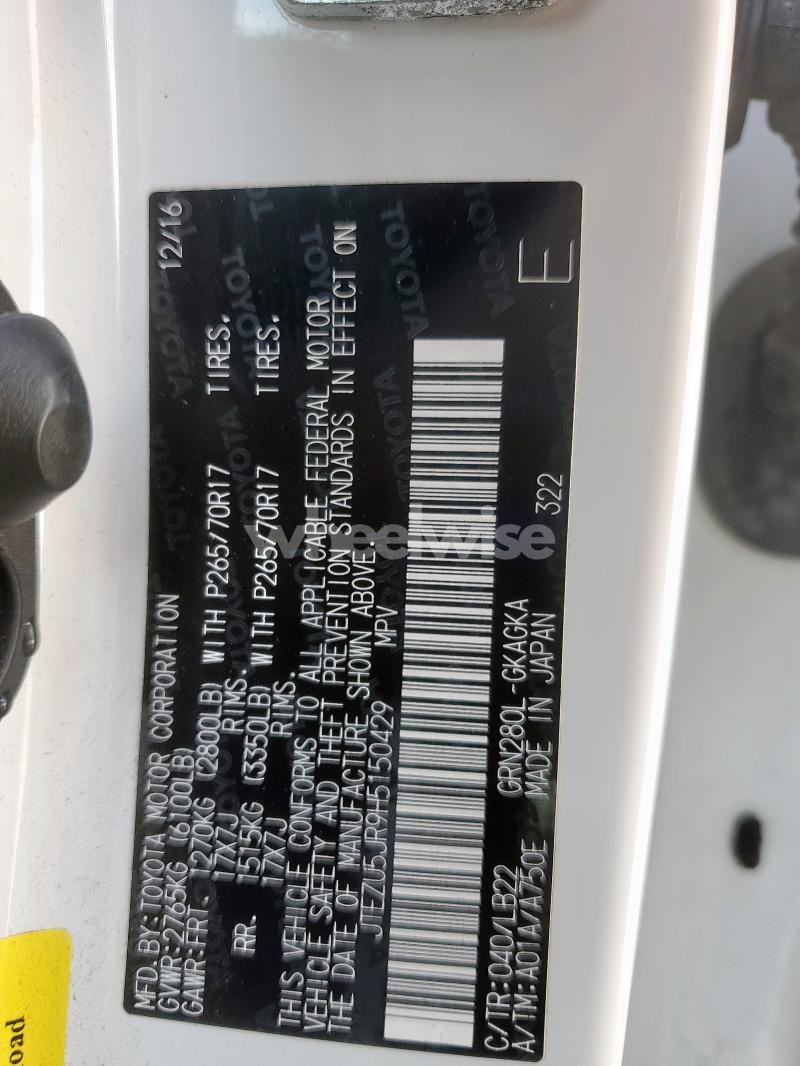 MFD. BY: TOYOTA MOTOR CORPORATION 12/16
GVWR: 2765KG (6100LB)
GAWR: FRT. 1270KG (2800LB) WITH P265/70R17 TIRES,
17X7J RIMS.
RR. 1515KG (3350LB) WITH P265/70R17 TIRES,
17X7J RIMS.
THIS VEHICLE CONFORMS TO ALL APPLICABLE FEDERAL MOTOR
VEHICLE SAFETY AND THEFT PREVENTION STANDARDS IN EFFECT ON
THE DATE OF MANUFACTURE SHOWN ABOVE.
JTEZU5JR9H5150429 MPV
C/TR: 040/LB22 GRN280L-GKAGKA 322 E
A/TM: A01A/A750E MADE IN JAPAN
wheelwise
oad